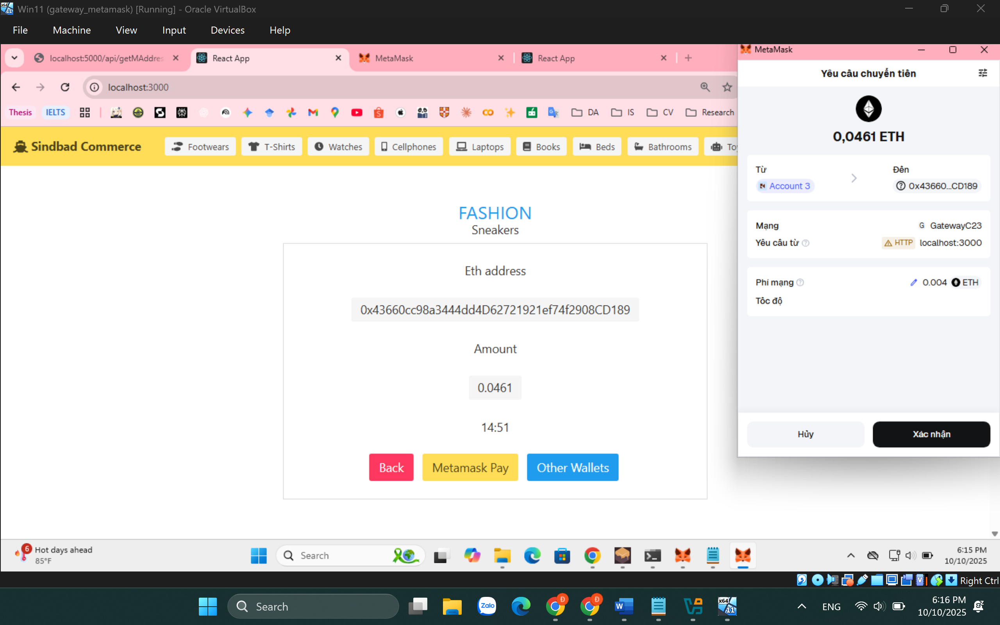 Win11 (gateway_metamask) [Running] - Oracle VirtualBox
File Machine View Input Devices Help
localhost:5000/api/getMAddres
React App
MetaMask
React App
localhost:3000
Thesis IELTS DA IS CV Research
Sindbad Commerce Footwears T-Shirts Watches Cellphones Laptops Books Beds Bathrooms
FASHION
Sneakers
Eth address
0x43660cc98a3444dd4D62721921ef74f2908CD189
Amount
0.0461
14:51
Back Metamask Pay Other Wallets
MetaMask
Yêu cầu chuyển tiền
0,0461 ETH
Từ Đến
Account 3 0x43660...CD189
Mạng G GatewayC23
Yêu cầu từ HTTP localhost:3000
Phí mạng 0.004 ETH
Tốc độ
Hủy Xác nhận
6
Hot days ahead
85°F
Search
6:15 PM
10/10/2025
Right Ctrl
Search
Zalo
Đ
Đ
W
x64
11
ENG
6:16 PM
10/10/2025